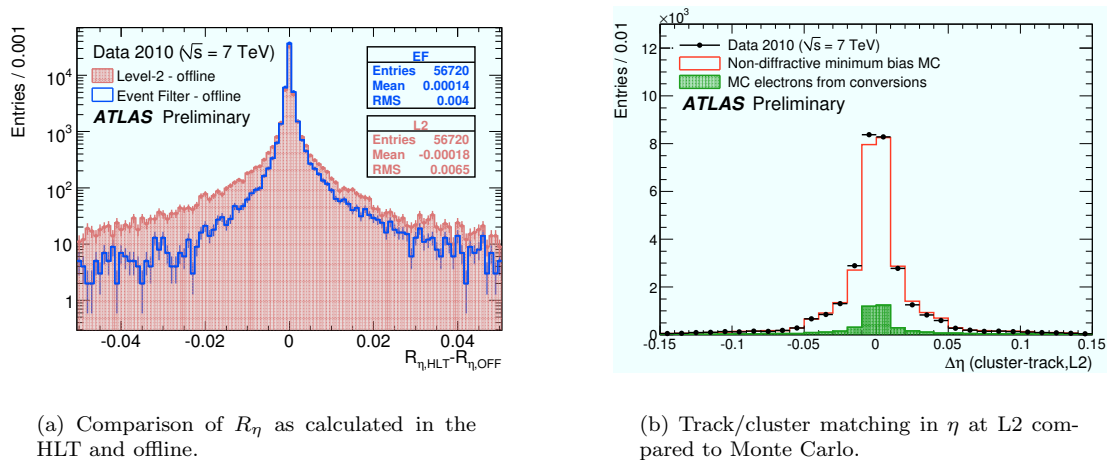 Entries / 0.001
10⁴
10³
10²
10
1
Data 2010 (√s = 7 TeV)
Level-2 - offline
Event Filter - offline
ATLAS Preliminary
EF
Entries 56720
Mean 0.00014
RMS 0.004
L2
Entries 56720
Mean -0.00018
RMS 0.0065
-0.04 -0.02 0 0.02 0.04
R_η,HLT-R_η,OFF
(a) Comparison of R_η as calculated in the
HLT and offline.
×10³
Entries / 0.01
12
10
8
6
4
2
0
Data 2010 (√s = 7 TeV)
Non-diffractive minimum bias MC
MC electrons from conversions
ATLAS Preliminary
-0.15 -0.1 -0.05 0 0.05 0.1 0.15
Δη (cluster-track,L2)
(b) Track/cluster matching in η at L2 com-
pared to Monte Carlo.